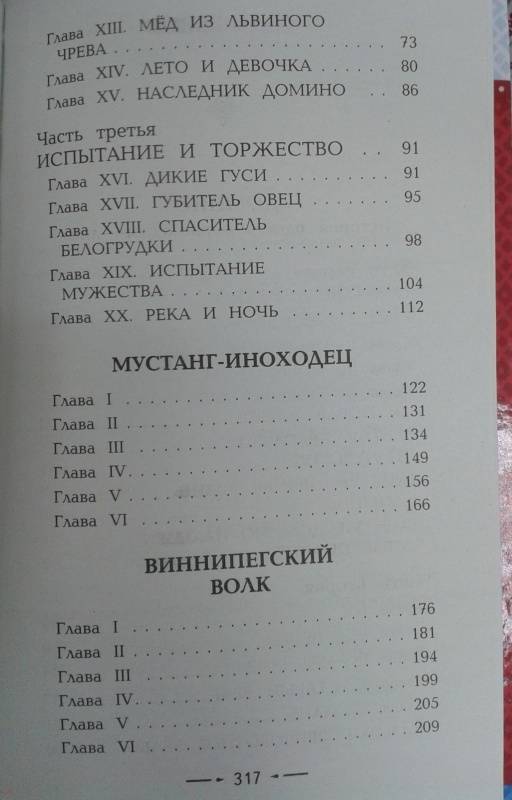 Глава XIII. МЁД ИЗ ЛЬВИНОГО
ЧРЕВА . . . . . . . . . . . . . . . . . . . . 73
Глава XIV. ЛЕТО И ДЕВОЧКА . . . . 80
Глава XV. НАСЛЕДНИК ДОМИНО . . 86
Часть третья
ИСПЫТАНИЕ И ТОРЖЕСТВО . . 91
Глава XVI. ДИКИЕ ГУСИ . . . . . . . . . 91
Глава XVII. ГУБИТЕЛЬ ОВЕЦ . . . . . . 95
Глава XVIII. СПАСИТЕЛЬ
БЕЛОГРУДКИ . . . . . . . . . . . . . . . . 98
Глава XIX. ИСПЫТАНИЕ
МУЖЕСТВА . . . . . . . . . . . . . . . . . 104
Глава XX. РЕКА И НОЧЬ . . . . . . . . . 112
МУСТАНГ-ИНОХОДЕЦ
Глава I . . . . . . . . . . . . . . . . . . . . . 122
Глава II . . . . . . . . . . . . . . . . . . . . . 131
Глава III . . . . . . . . . . . . . . . . . . . . 134
Глава IV. . . . . . . . . . . . . . . . . . . . . 149
Глава V . . . . . . . . . . . . . . . . . . . . . 156
Глава VI . . . . . . . . . . . . . . . . . . . . 166
ВИННИПЕГСКИЙ
ВОЛК
Глава I . . . . . . . . . . . . . . . . . . . . . 176
Глава II . . . . . . . . . . . . . . . . . . . . . 181
Глава III . . . . . . . . . . . . . . . . . . . . 194
Глава IV. . . . . . . . . . . . . . . . . . . . . 199
Глава V . . . . . . . . . . . . . . . . . . . . . 205
Глава VI . . . . . . . . . . . . . . . . . . . . 209
317